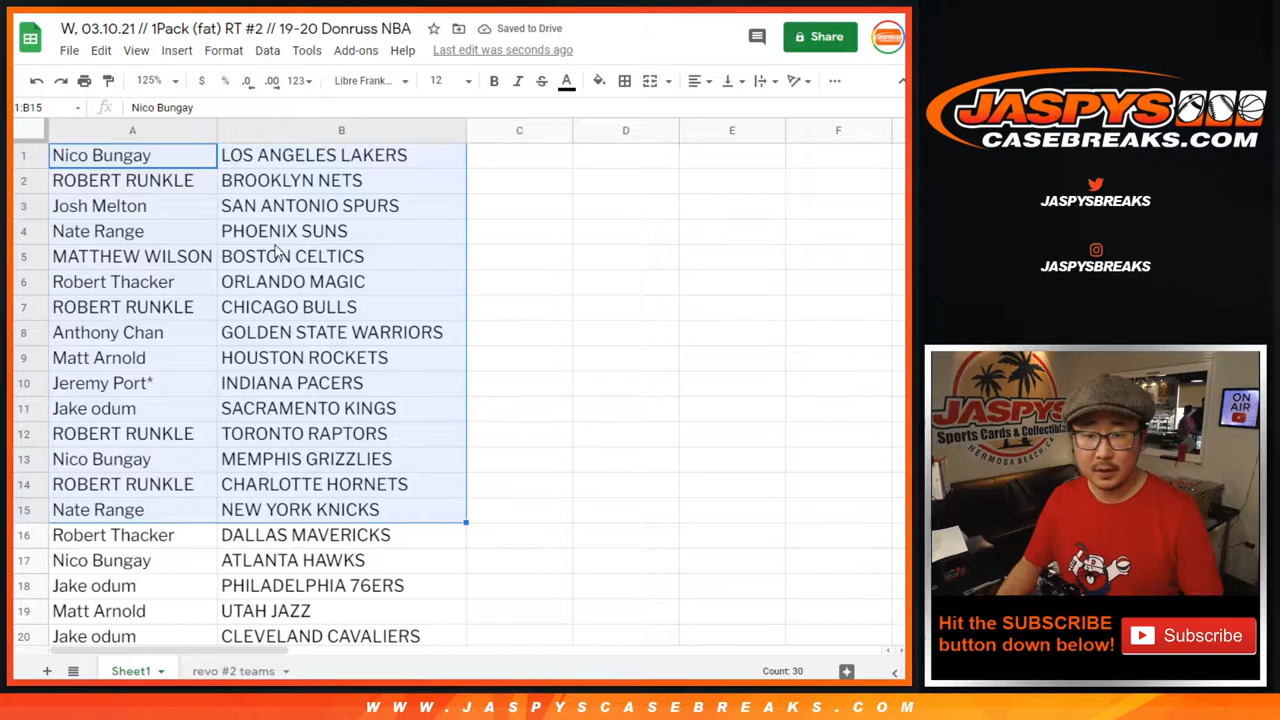 W, 03.10.21 // 1Pack (fat) RT #2 // 19-20 Donruss NBA
Saved to Drive
File Edit View Insert Format Data Tools Add-ons Help Last edit was seconds ago
Share
125% $ % .0 .00 123 Libre Frank... 12 B I S A
1:B15 fx Nico Bungay
A B C D E F
1 Nico Bungay LOS ANGELES LAKERS
2 ROBERT RUNKLE BROOKLYN NETS
3 Josh Melton SAN ANTONIO SPURS
4 Nate Range PHOENIX SUNS
5 MATTHEW WILSON BOSTON CELTICS
6 Robert Thacker ORLANDO MAGIC
7 ROBERT RUNKLE CHICAGO BULLS
8 Anthony Chan GOLDEN STATE WARRIORS
9 Matt Arnold HOUSTON ROCKETS
10 Jeremy Port* INDIANA PACERS
11 Jake odum SACRAMENTO KINGS
12 ROBERT RUNKLE TORONTO RAPTORS
13 Nico Bungay MEMPHIS GRIZZLIES
14 ROBERT RUNKLE CHARLOTTE HORNETS
15 Nate Range NEW YORK KNICKS
16 Robert Thacker DALLAS MAVERICKS
17 Nico Bungay ATLANTA HAWKS
18 Jake odum PHILADELPHIA 76ERS
19 Matt Arnold UTAH JAZZ
20 Jake odum CLEVELAND CAVALIERS
Sheet1 revo #2 teams Count: 30
JASPYS
CASEBREAKS.COM
JASPYSBREAKS
JASPYSBREAKS
JASPYS
Sports Cards & Collectibles
HERMOSA BEACH
ON
AIR
Hit the SUBSCRIBE
button down below!
Subscribe
WWW.JASPYSCASEBREAKS.COM